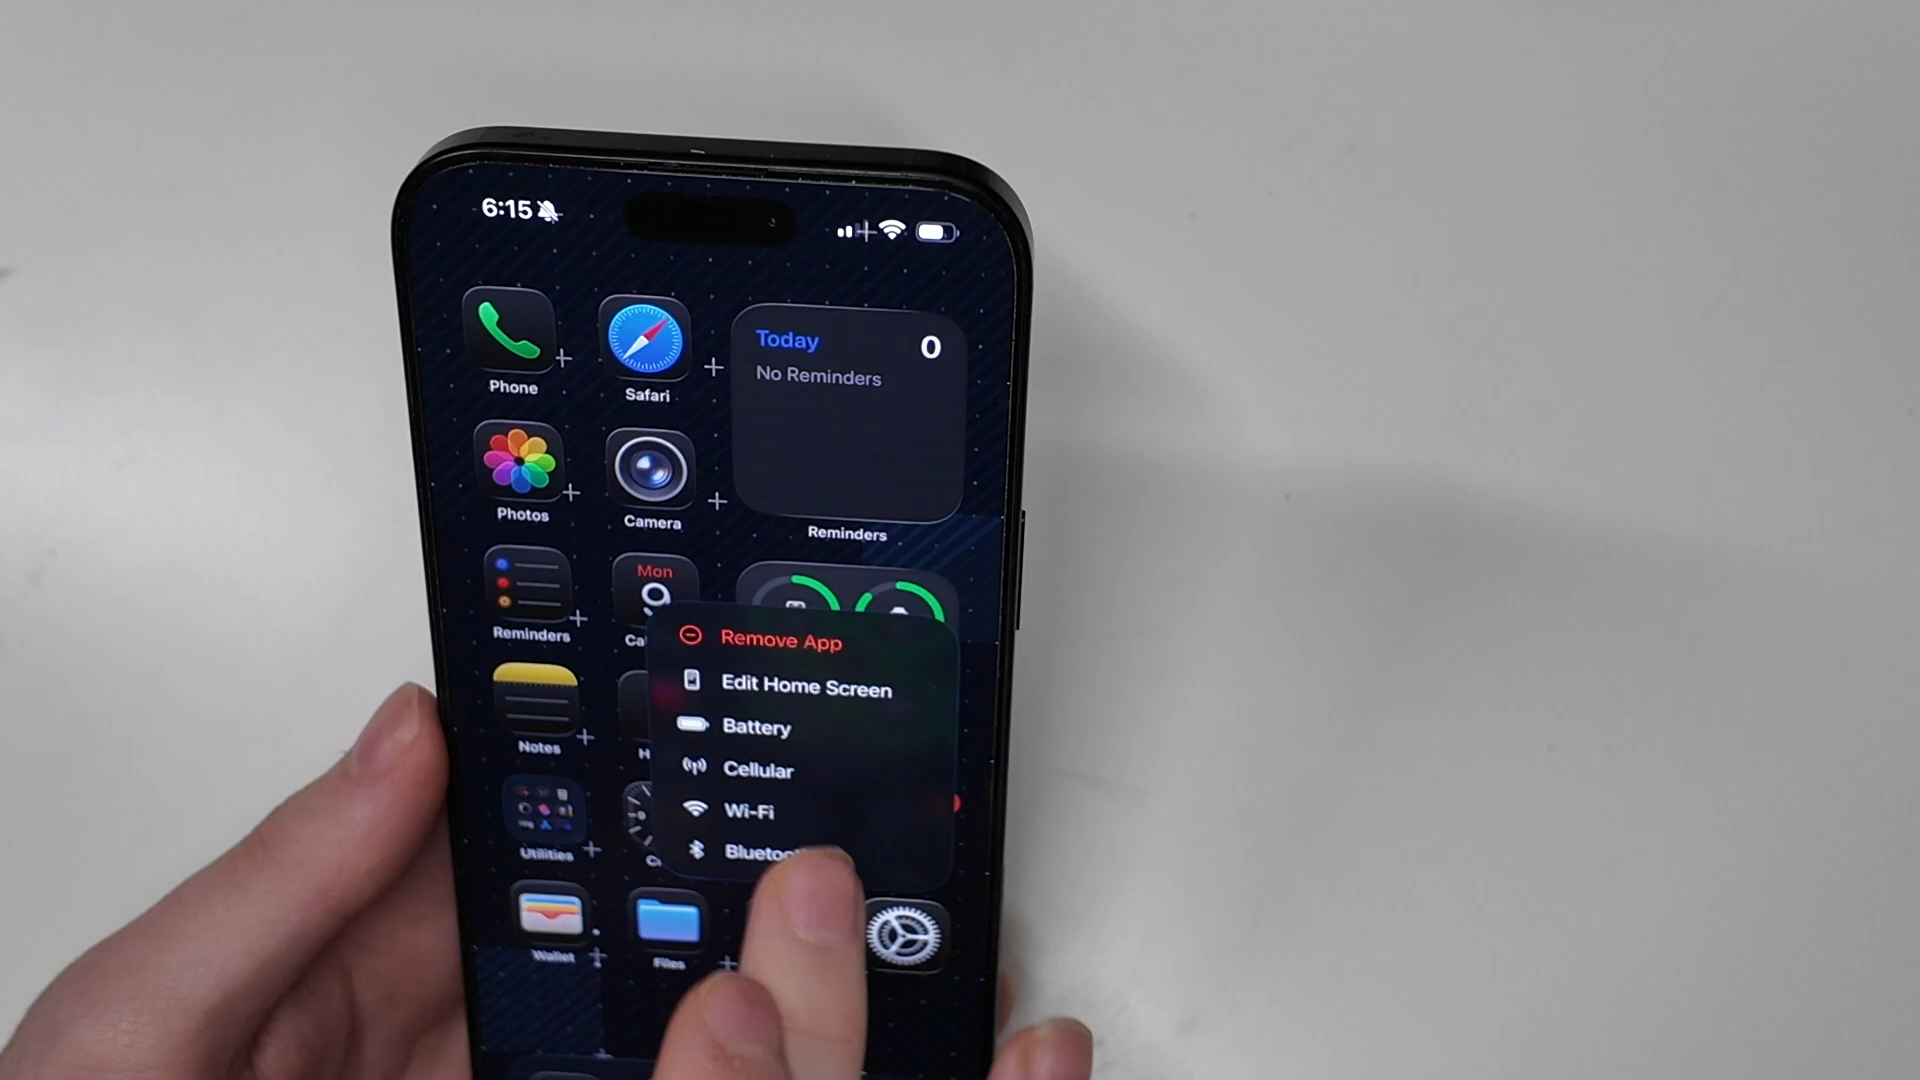 6:15
Phone
Safari
Today
0
No Reminders
Photos
Camera
Reminders
Reminders
Mon
9
Remove App
Edit Home Screen
Battery
Cellular
Wi-Fi
Notes
Utilities
Wallet
Files